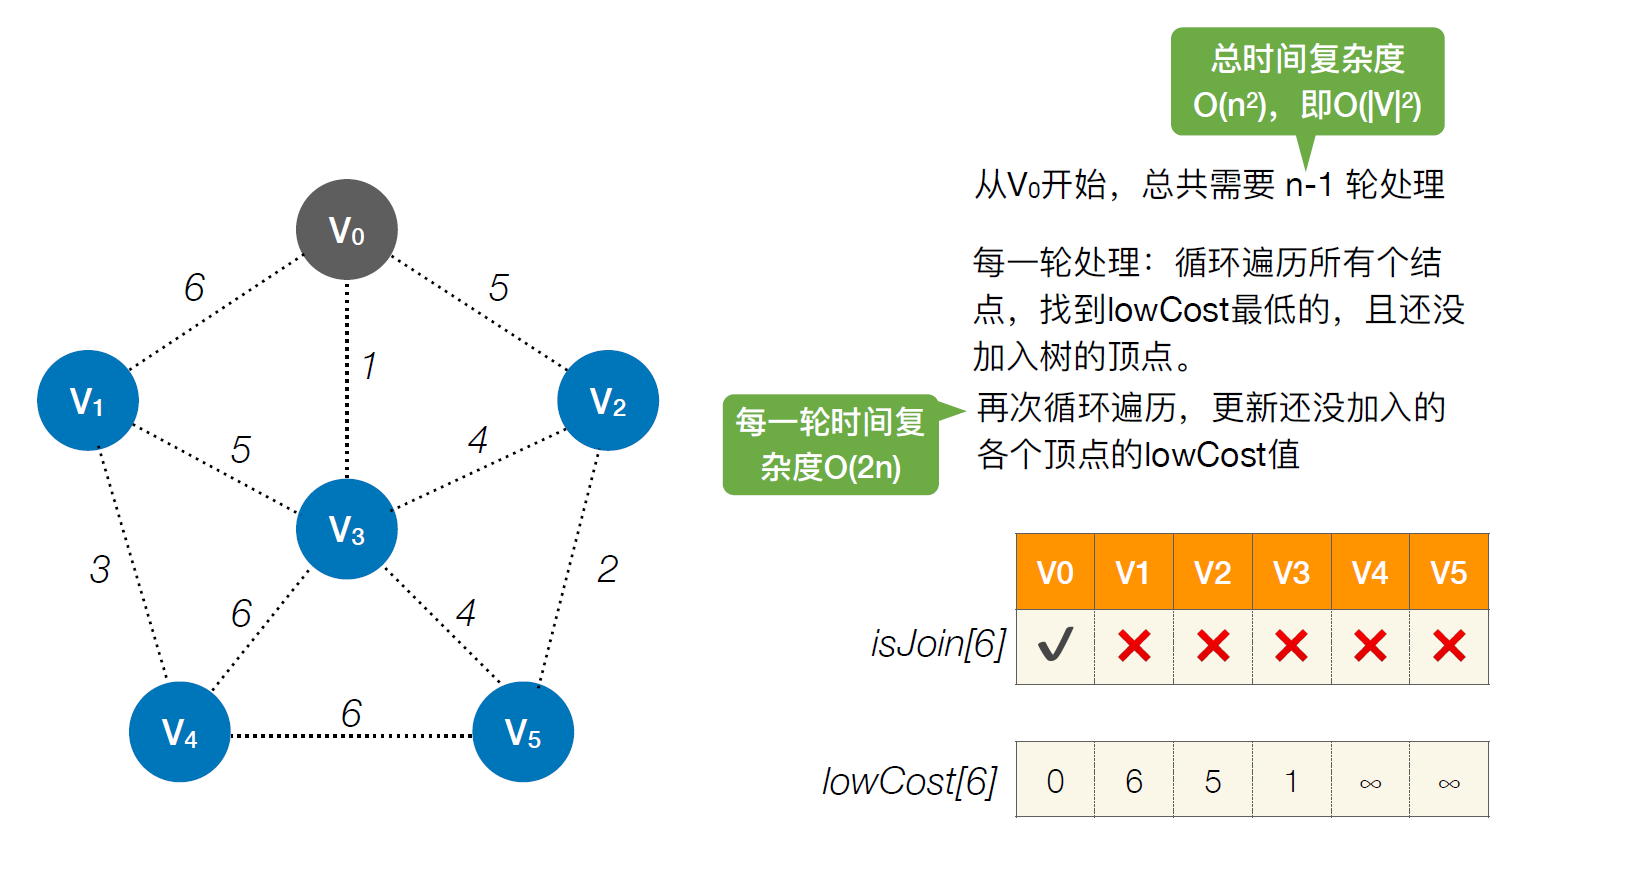 总时间复杂度
O(n²)，即O(|V|²)
从V₀开始，总共需要 n-1 轮处理
每一轮处理：循环遍历所有个结
点，找到lowCost最低的，且还没
加入树的顶点。
每一轮时间复
杂度O(2n)
再次循环遍历，更新还没加入的
各个顶点的lowCost值
V₀
6
5
1
V₁
V₂
5
4
V₃
3
2
6
4
V₄
6
V₅
V0 V1 V2 V3 V4 V5
isJoin[6] ✓ ✕ ✕ ✕ ✕ ✕
lowCost[6] 0 6 5 1 ∞ ∞